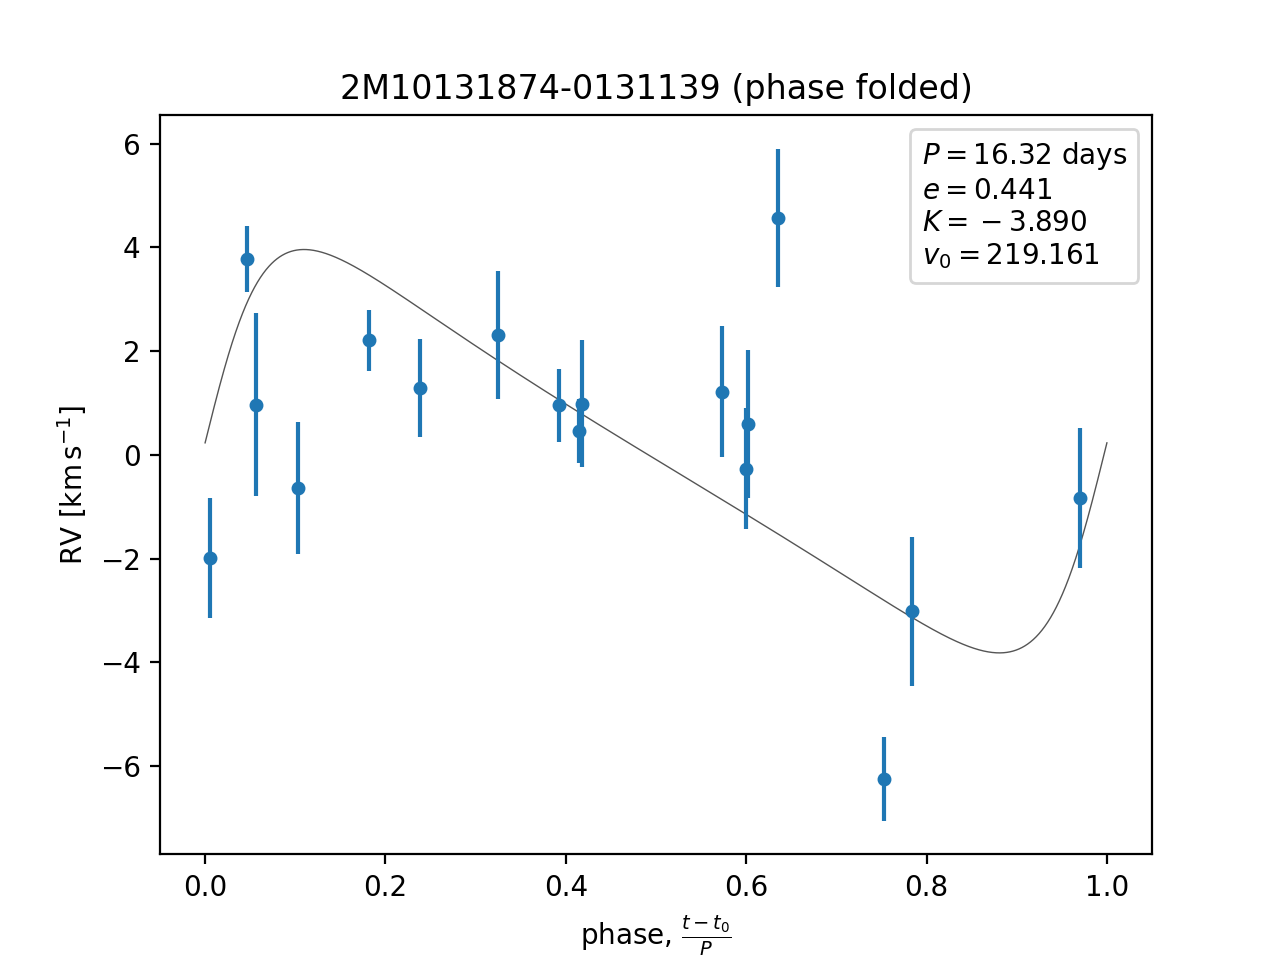 2M10131874-0131139 (phase folded)
P = 16.32 days
e = 0.441
K = −3.890
v₀ = 219.161
6
4
2
0
−2
−4
−6
RV [km s⁻¹]
0.0 0.2 0.4 0.6 0.8 1.0
phase, (t − t₀)/P